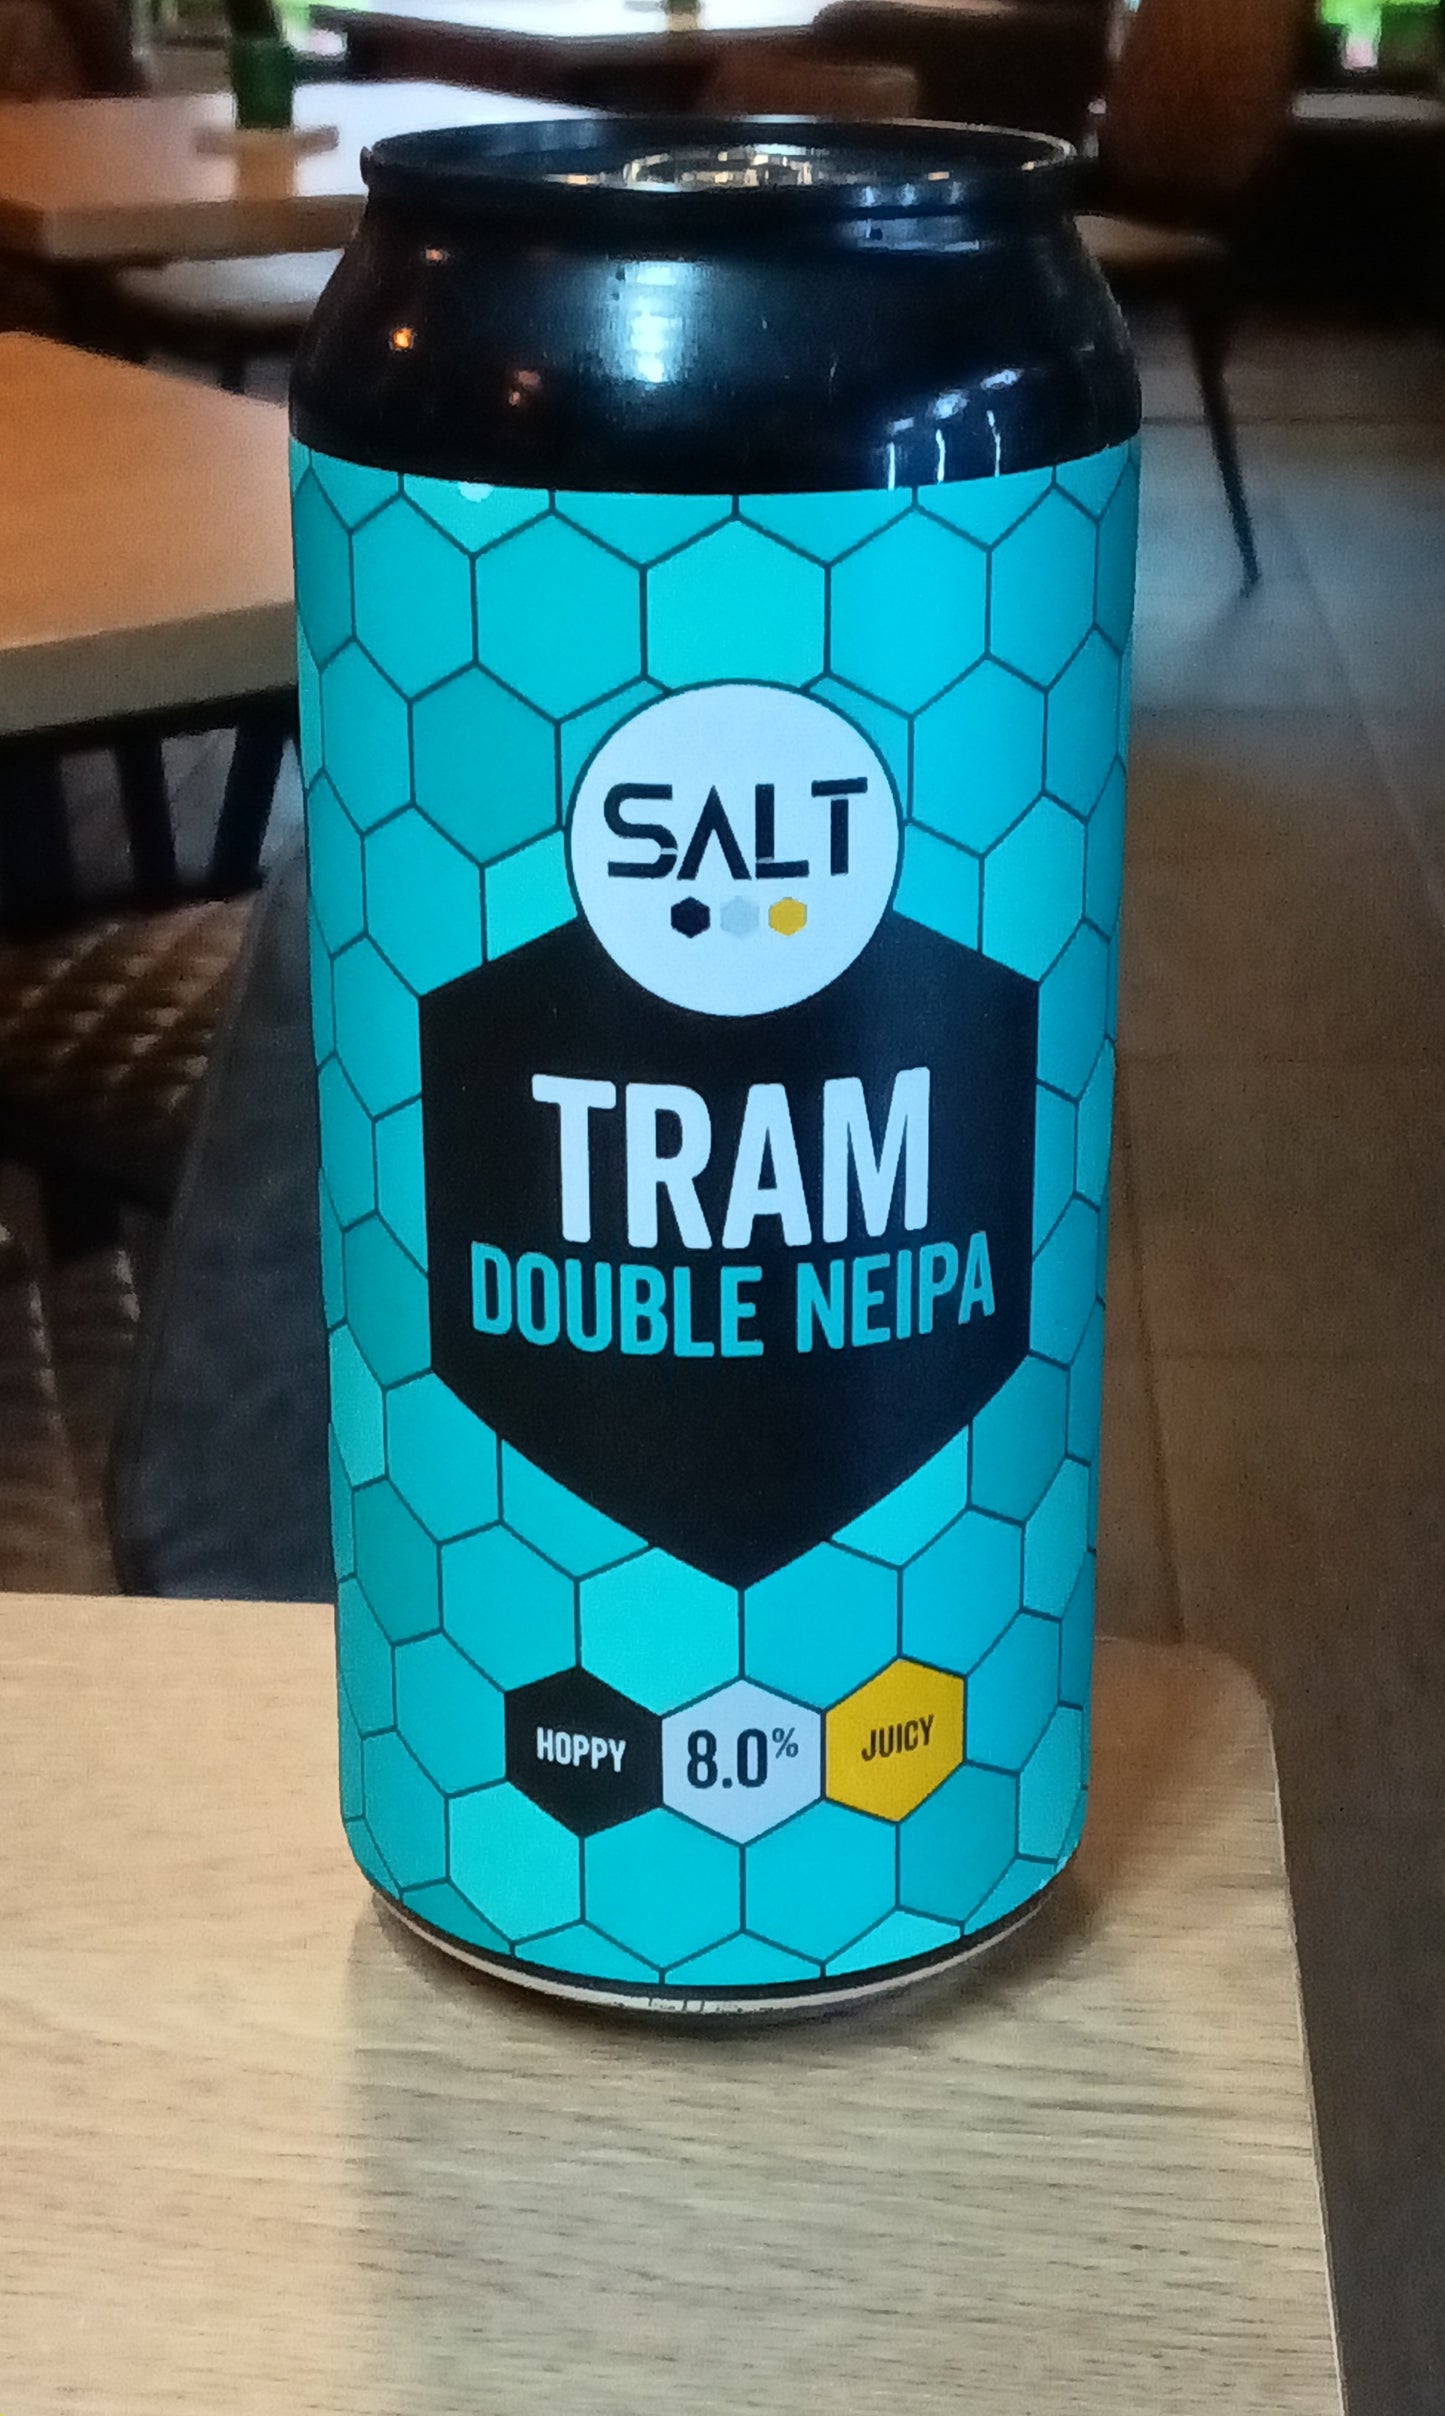 SALT
TRAM
DOUBLE NEIPA
HOPPY
8.0%
JUICY